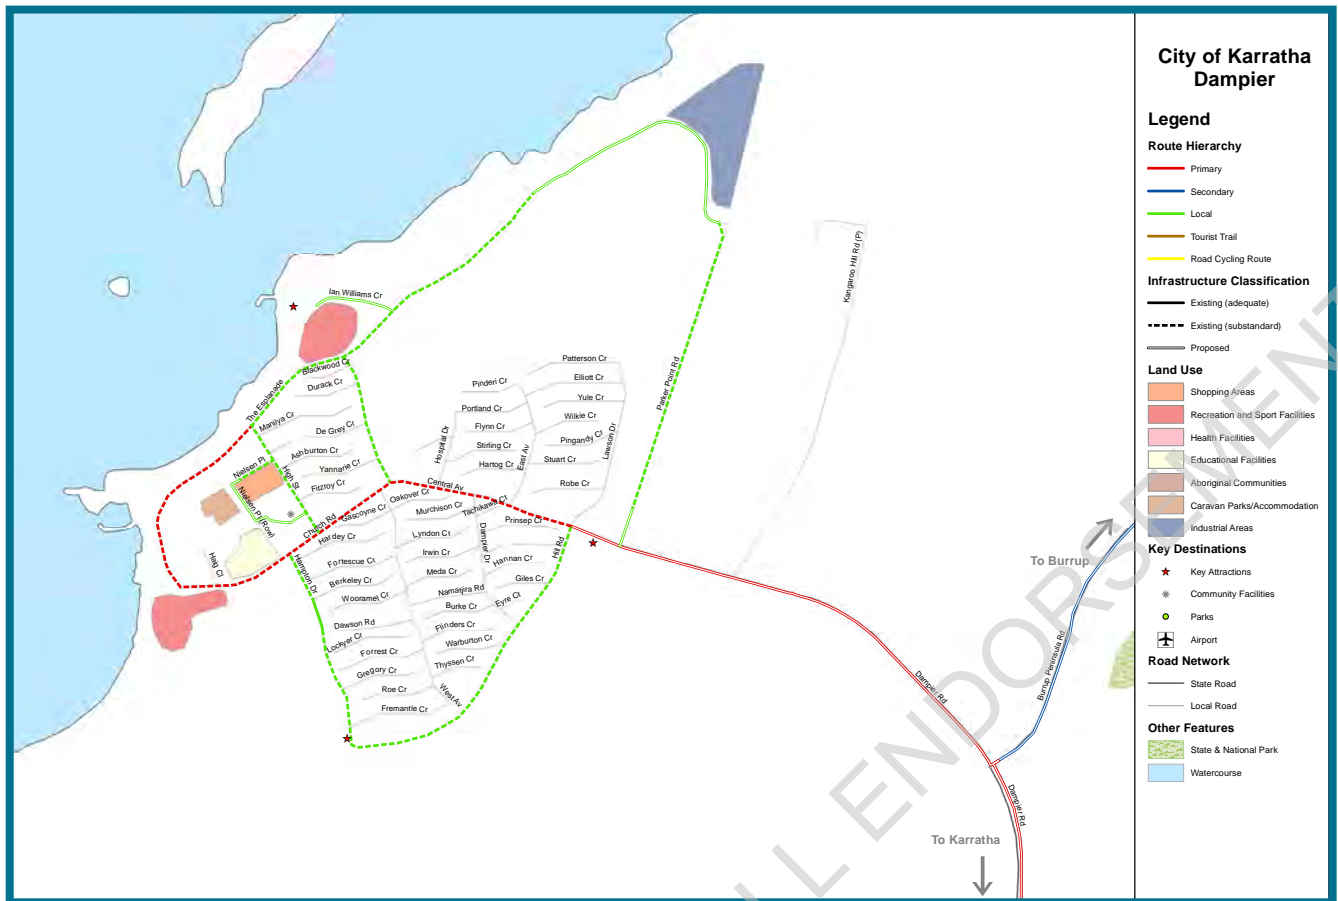 City of Karratha
Dampier
Legend
Route Hierarchy
Primary
Secondary
Local
Tourist Trail
Road Cycling Route
Infrastructure Classification
Existing (adequate)
Existing (substandard)
Proposed
Land Use
Shopping Areas
Recreation and Sport Facilities
Health Facilities
Educational Facilities
Aboriginal Communities
Caravan Parks/Accommodation
Industrial Areas
Key Destinations
Key Attractions
Community Facilities
Parks
Airport
Road Network
State Road
Local Road
Other Features
State & National Park
Watercourse
Kangaroo Hill Rd (P)
Ian Williams Cr
Blackwood Cr
Durack Cr
The Esplanade
Manilya Cr
De Grey Cr
Ashburton Cr
Yannarie Cr
Fitzroy Cr
Nielsen Pl
High St
Nielsen Pl (Row)
Church Rd
Gascoyne Cr
Hardey Cr
Haig Cl
Hampton Dr
Patterson Cr
Elliott Cr
Yule Cr
Wilkie Cr
Pingandy Cr
Stuart Cr
Robe Cr
Pinderi Cr
Portland Cr
Flynn Cr
Stirling Cr
Hartog Cr
Hospital Dr
East Av
Lawson Dr
Parker Point Rd
Central Av
Oakover Cr
Murchison Cr
Tachikawa Ct
Prinsep Cr
Lyndon Cr
Dampier Dr
Hill Rd
Irwin Cr
Hannan Cr
Fortescue Cr
Meda Cr
Giles Cr
Berkeley Cr
Namatjira Rd
Eyre Ct
Wooramel Cr
Burke Cr
Dawson Rd
Flinders Cr
Lockyer Cr
Warburton Cr
Forrest Cr
Thyssen Cr
Gregory Cr
Roe Cr
West Av
Fremantle Cr
To Burrup
Burrup Peninsula Rd
Dampier Rd
Dampier Rd
To Karratha
LL ENDORSEMENT